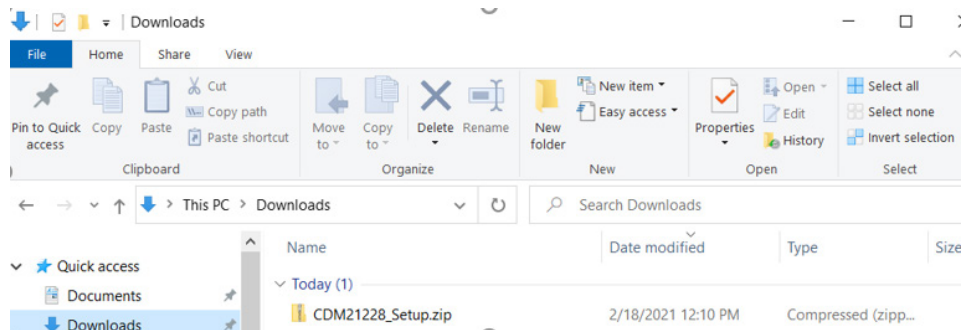 Downloads
File Home Share View
Pin to Quick access
Copy
Paste
Cut
Copy path
Paste shortcut
Clipboard
Move to
Copy to
Delete
Rename
Organize
New folder
New item
Easy access
New
Properties
Open
Edit
History
Open
Select all
Select none
Invert selection
Select
This PC > Downloads
Search Downloads
Name Date modified Type Size
Quick access
Documents
Downloads
Today (1)
CDM21228_Setup.zip 2/18/2021 12:10 PM Compressed (zipp...